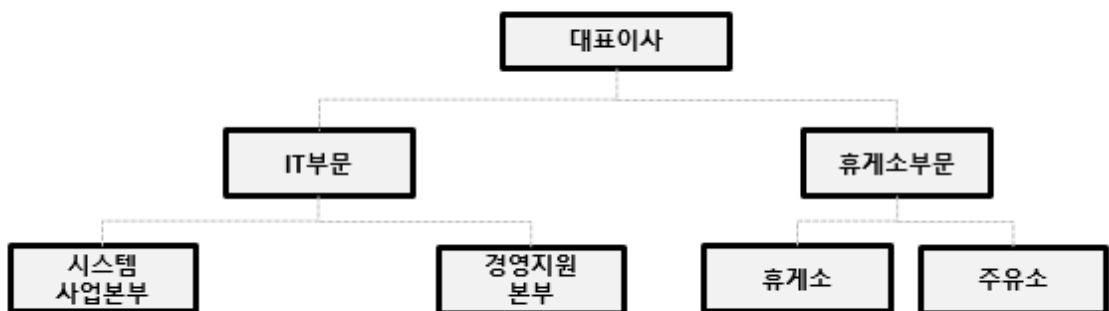 대표이사
IT부문
휴게소부문
시스템
사업본부
경영지원
본부
휴게소
주유소